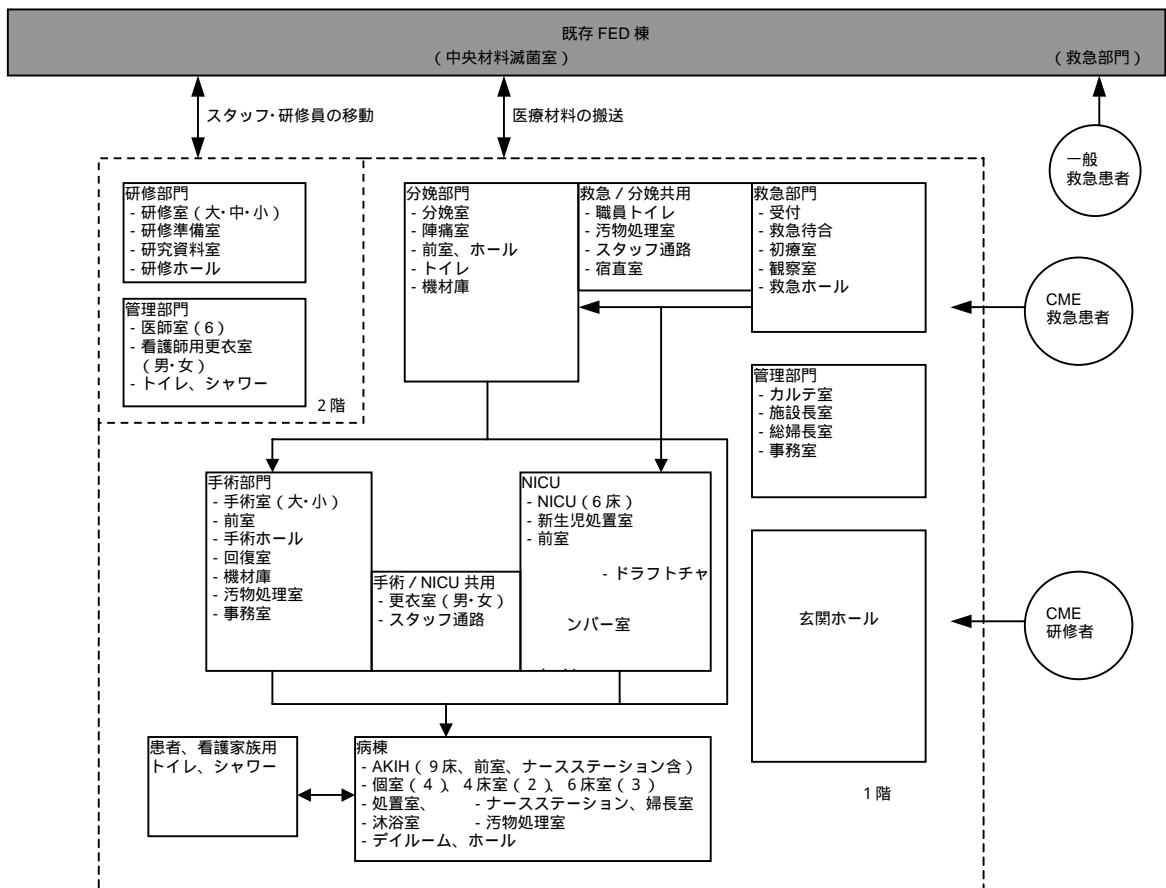 既存 FED 棟
（中央材料滅菌室）
（救急部門）
スタッフ・研修員の移動
医療材料の搬送
一般
救急患者
研修部門
- 研修室（大・中・小）
- 研修準備室
- 研究資料室
- 研修ホール
管理部門
- 医師室（6）
- 看護師用更衣室
（男・女）
- トイレ、シャワー
2階
分娩部門
- 分娩室
- 陣痛室
- 前室、ホール
- トイレ
- 機材庫
救急 / 分娩共用
- 職員トイレ
- 汚物処理室
- スタッフ通路
- 宿直室
救急部門
- 受付
- 救急待合
- 初療室
- 観察室
- 救急ホール
CME
救急患者
管理部門
- カルテ室
- 施設長室
- 総婦長室
- 事務室
手術部門
- 手術室（大・小）
- 前室
- 手術ホール
- 回復室
- 機材庫
- 汚物処理室
- 事務室
手術 / NICU 共用
- 更衣室（男・女）
- スタッフ通路
NICU
- NICU（6床）
- 新生児処置室
- 前室
- ドラフトチャ
ンバー室
玄関ホール
CME
研修者
患者、看護家族用
トイレ、シャワー
病棟
- AKIH（9床、前室、ナースステーション含）
- 個室（4）、4床室（2）、6床室（3）
- 処置室、 - ナースステーション、婦長室
- 沐浴室 - 汚物処理室
- デイルーム、ホール
1階